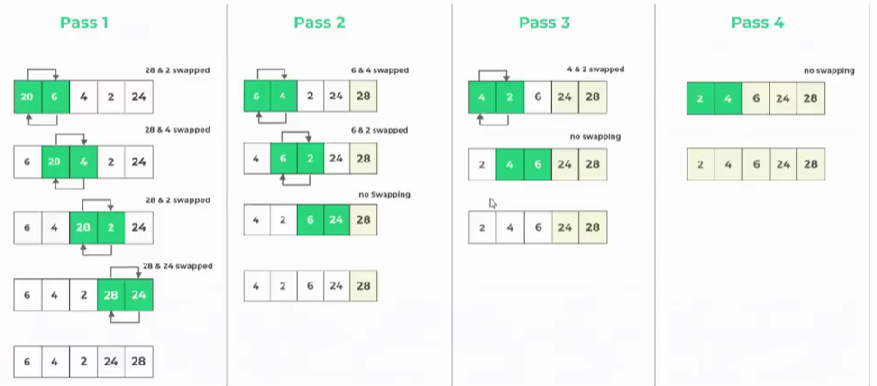 Pass 1
28 & 2 swapped
28 6 4 2 24
28 & 4 swapped
6 28 4 2 24
28 & 2 swapped
6 4 28 2 24
28 & 24 swapped
6 4 2 28 24
6 4 2 24 28
Pass 2
6 & 4 swapped
6 4 2 24 28
6 & 2 swapped
4 6 2 24 28
no Swapping
4 2 6 24 28
4 2 6 24 28
Pass 3
4 & 2 swapped
4 2 6 24 28
no swapping
2 4 6 24 28
2 4 6 24 28
Pass 4
no swapping
2 4 6 24 28
2 4 6 24 28